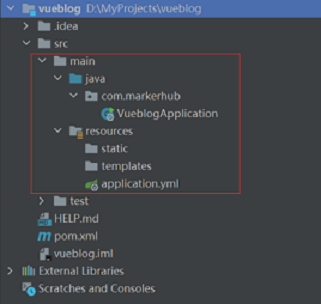 vueblog D:\MyProjects\vueblog
.idea
src
main
java
com.markerhub
VueblogApplication
resources
static
templates
application.yml
test
HELP.md
pom.xml
vueblog.iml
External Libraries
Scratches and Consoles